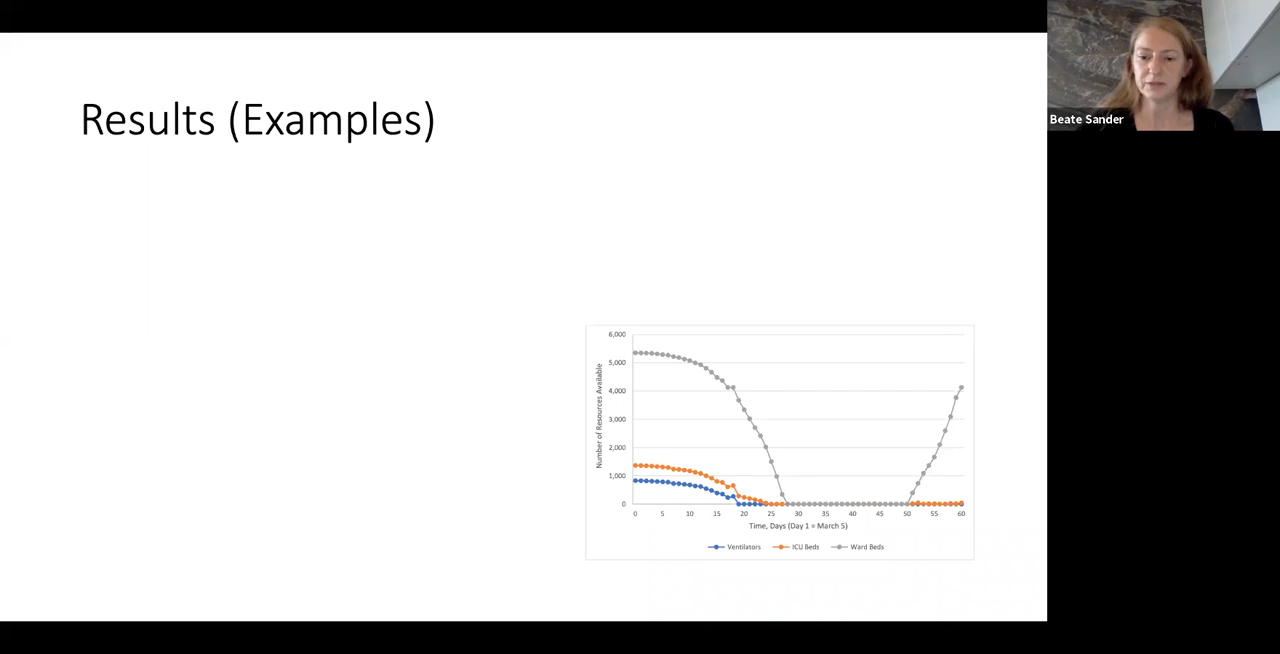 Results (Examples)
Beate Sander
6,000
5,000
4,000
3,000
2,000
1,000
0
Number of Resources Available
0 5 10 15 20 25 30 35 40 45 50 55 60
Time, Days (Day 1 = March 5)
Ventilators ICU Beds Ward Beds